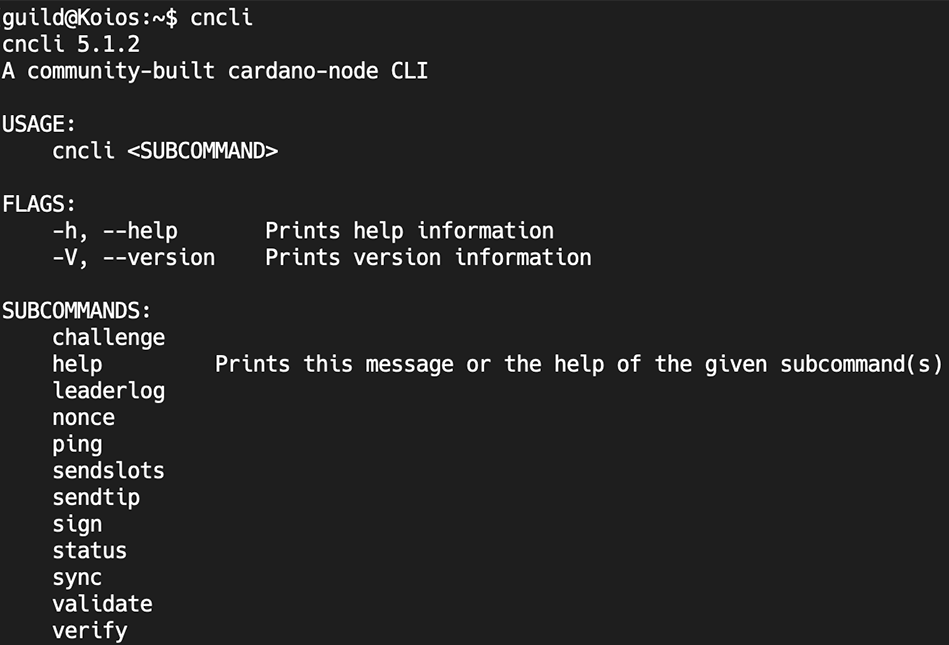 guild@Koios:~$ cncli
cncli 5.1.2
A community-built cardano-node CLI

USAGE:
    cncli <SUBCOMMAND>

FLAGS:
    -h, --help       Prints help information
    -V, --version    Prints version information

SUBCOMMANDS:
    challenge
    help         Prints this message or the help of the given subcommand(s)
    leaderlog
    nonce
    ping
    sendslots
    sendtip
    sign
    status
    sync
    validate
    verify